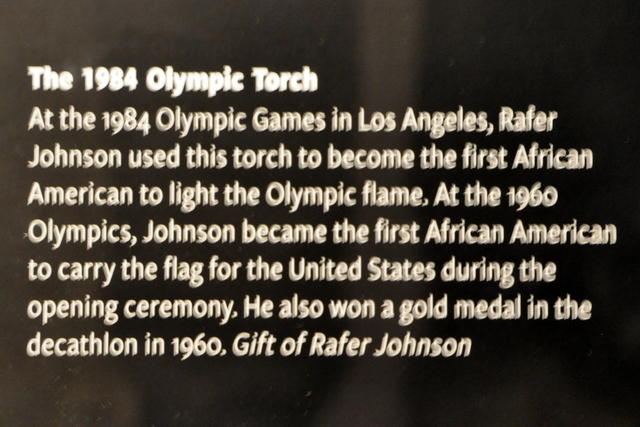 The 1984 Olympic Torch
At the 1984 Olympic Games in Los Angeles, Rafer
Johnson used this torch to become the first African
American to light the Olympic flame. At the 1960
Olympics, Johnson became the first African American
to carry the flag for the United States during the
opening ceremony. He also won a gold medal in the
decathlon in 1960. Gift of Rafer Johnson